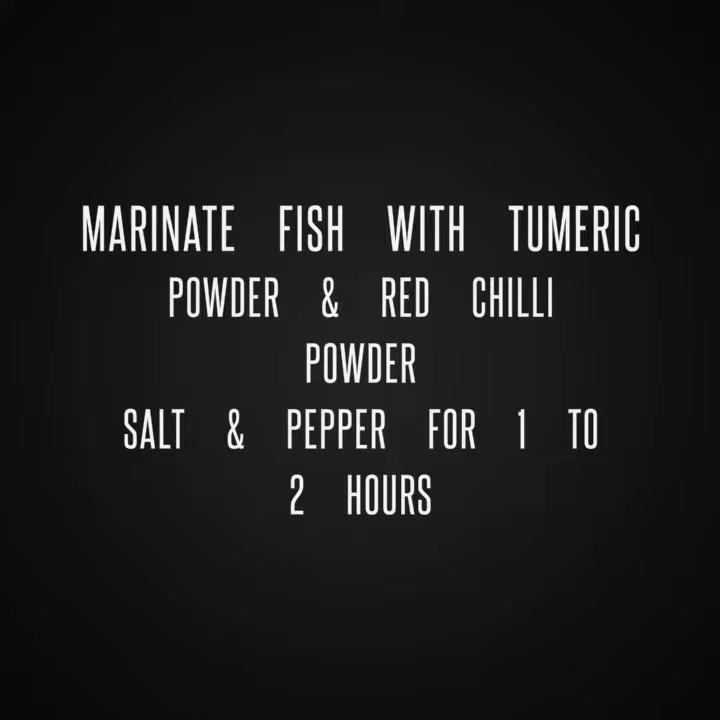 MARINATE FISH WITH TUMERIC
POWDER & RED CHILLI
POWDER
SALT & PEPPER FOR 1 TO
2 HOURS